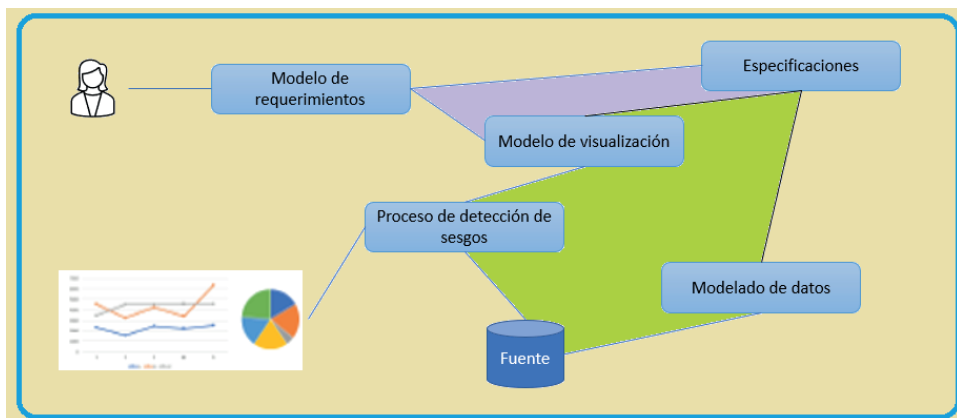 Modelo de
requerimientos
Especificaciones
Modelo de visualización
Proceso de detección de
sesgos
Modelado de datos
Fuente